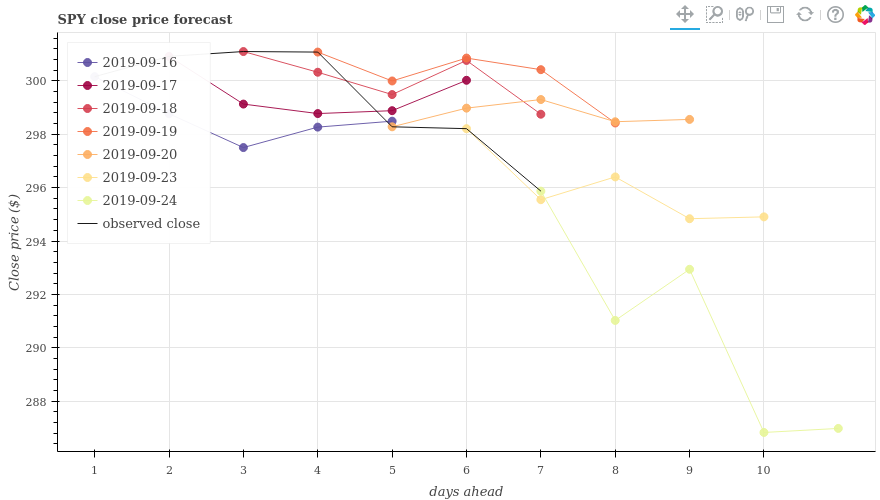 SPY close price forecast
2019-09-16
2019-09-17
2019-09-18
2019-09-19
2019-09-20
2019-09-23
2019-09-24
observed close
Close price ($)
300
298
296
294
292
290
288
1 2 3 4 5 6 7 8 9 10
days ahead